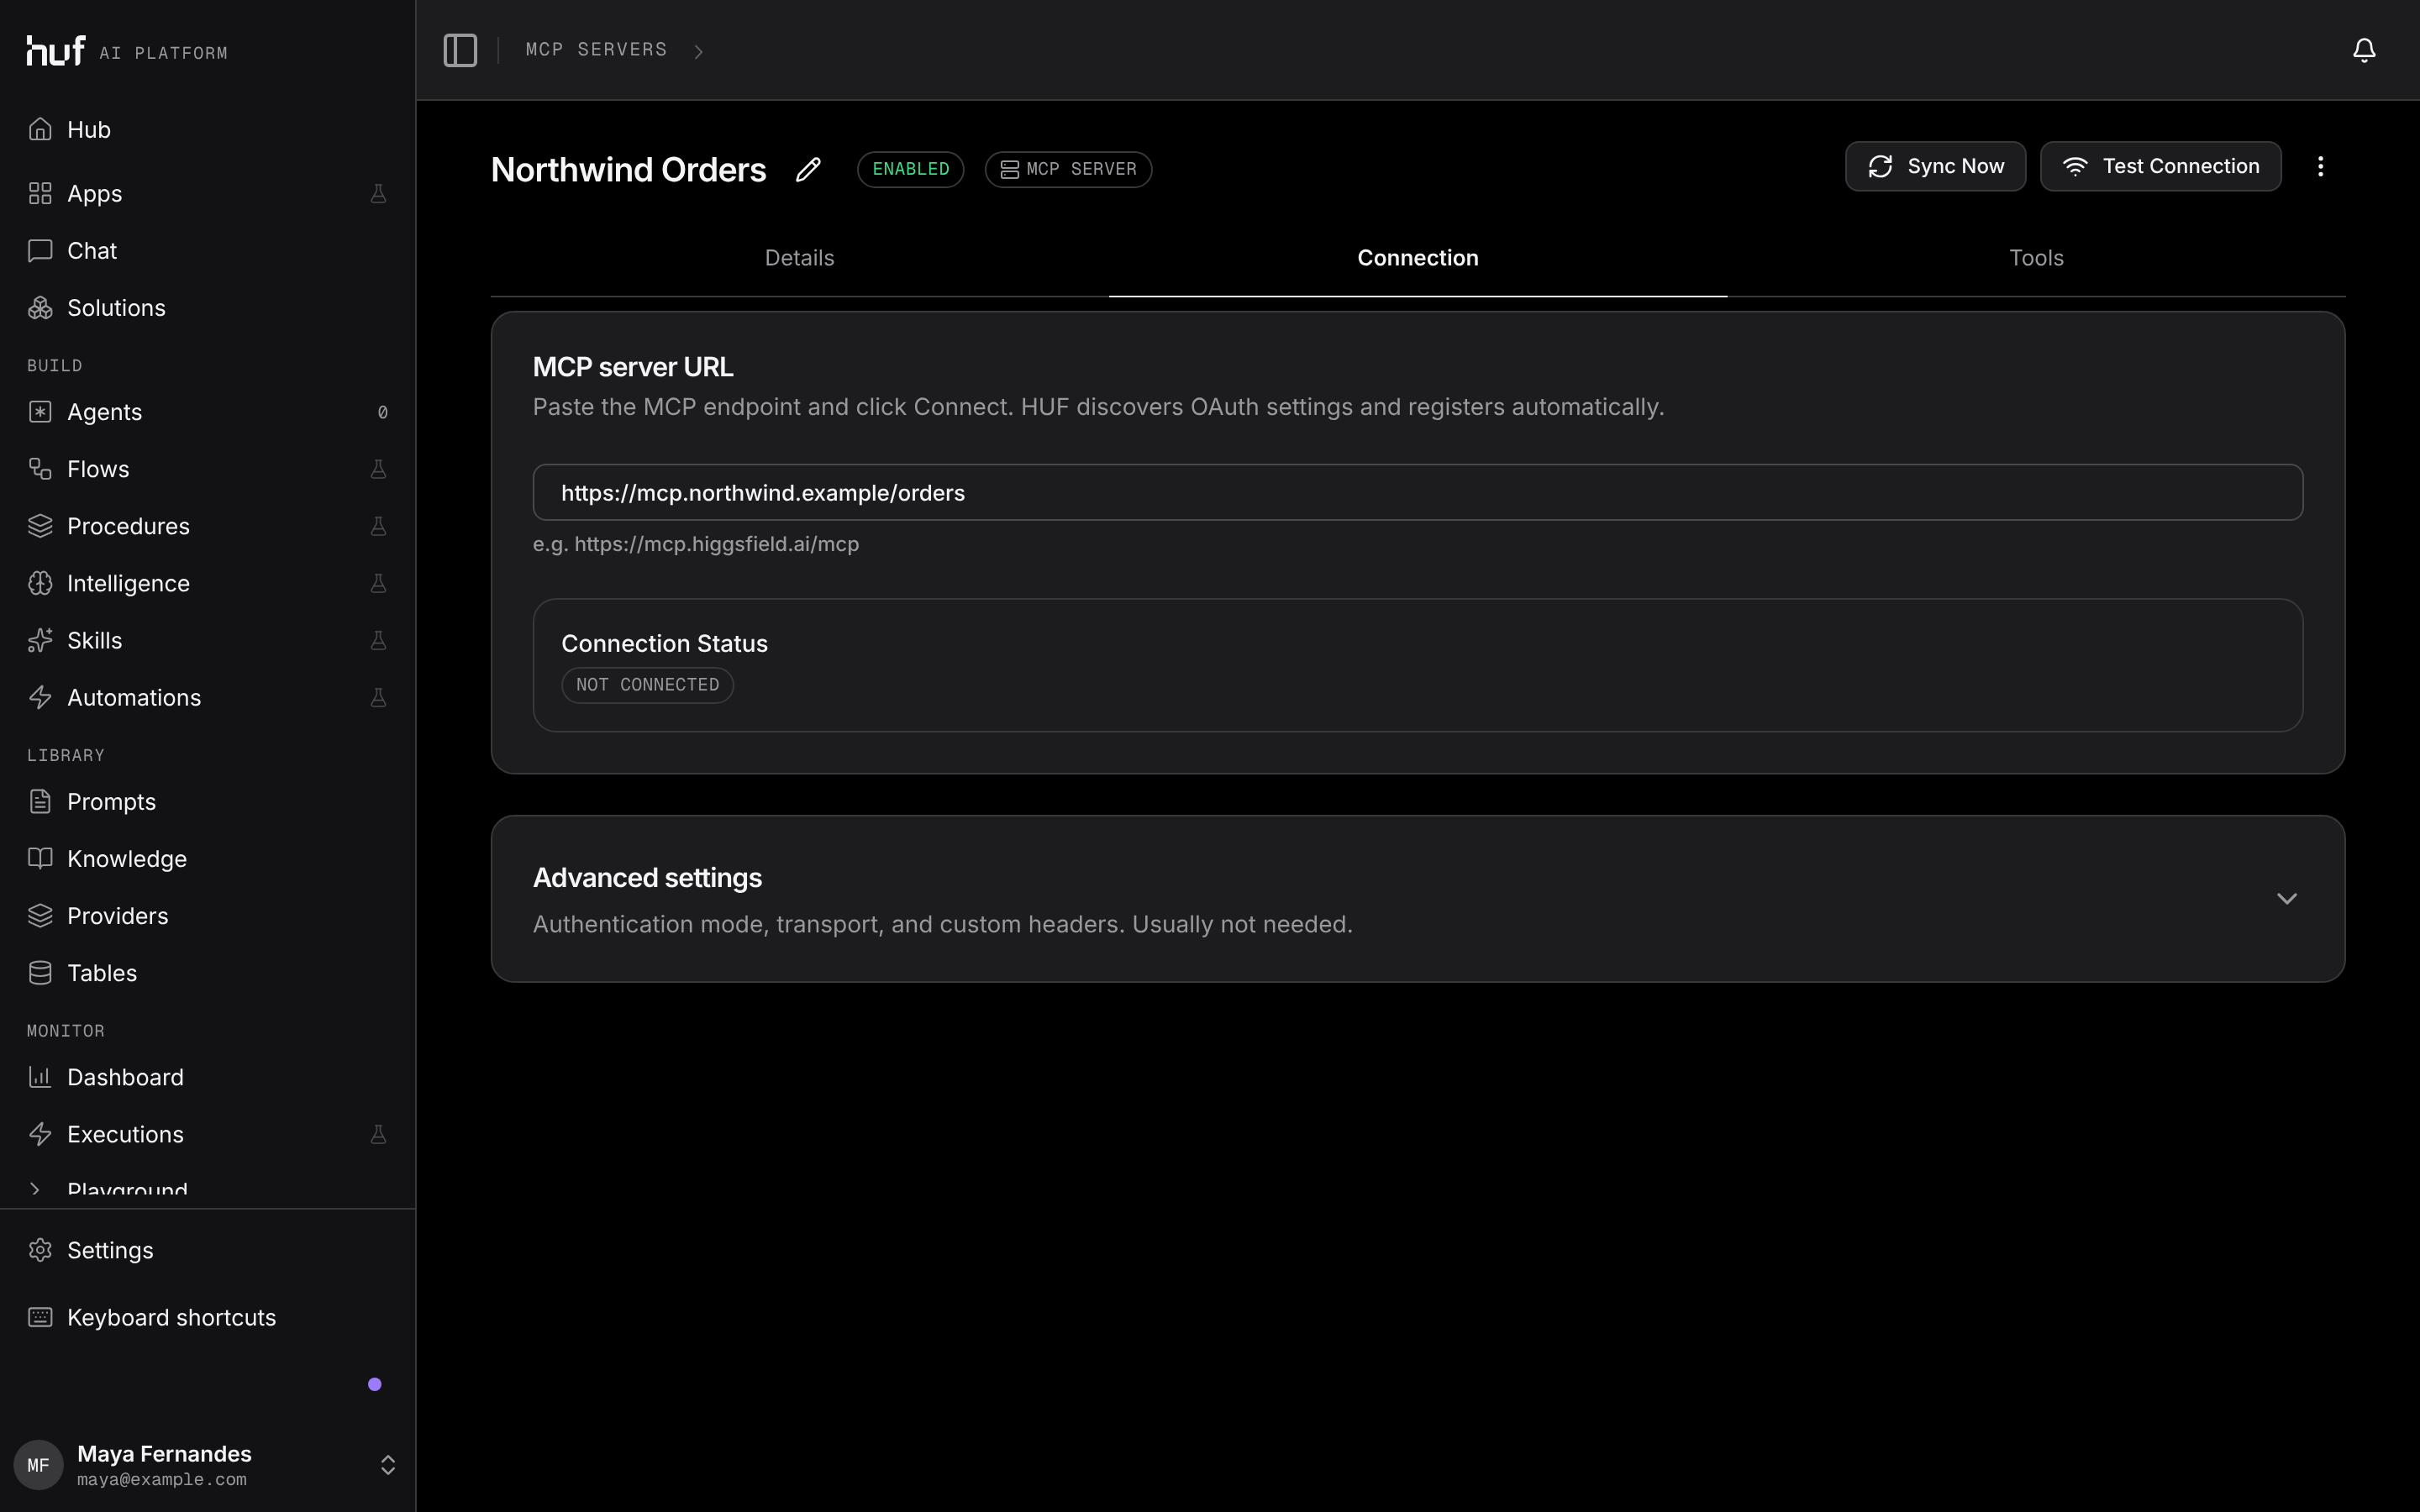 huf AI PLATFORM
Hub
Apps
Chat
Solutions
BUILD
Agents 0
Flows
Procedures
Intelligence
Skills
Automations
LIBRARY
Prompts
Knowledge
Providers
Tables
MONITOR
Dashboard
Executions
Playground
Settings
Keyboard shortcuts
MF
Maya Fernandes
maya@example.com
MCP SERVERS
Northwind Orders
ENABLED
MCP SERVER
Sync Now
Test Connection
Details
Connection
Tools
MCP server URL
Paste the MCP endpoint and click Connect. HUF discovers OAuth settings and registers automatically.
https://mcp.northwind.example/orders
e.g. https://mcp.higgsfield.ai/mcp
Connection Status
NOT CONNECTED
Advanced settings
Authentication mode, transport, and custom headers. Usually not needed.